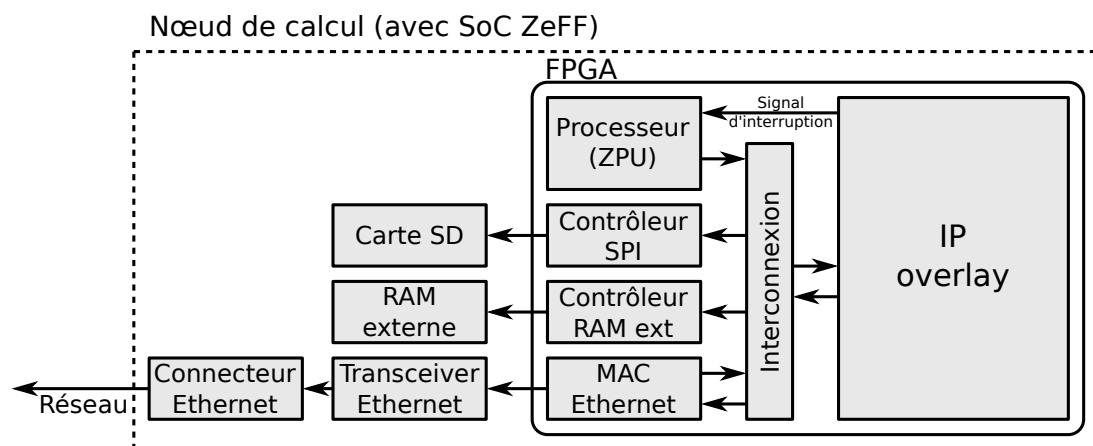 Nœud de calcul (avec SoC ZeFF)
FPGA
Processeur
(ZPU)
Signal
d'interruption
IP
overlay
Interconnexion
Carte SD
Contrôleur
SPI
RAM
externe
Contrôleur
RAM ext
Connecteur
Ethernet
Transceiver
Ethernet
MAC
Ethernet
Réseau